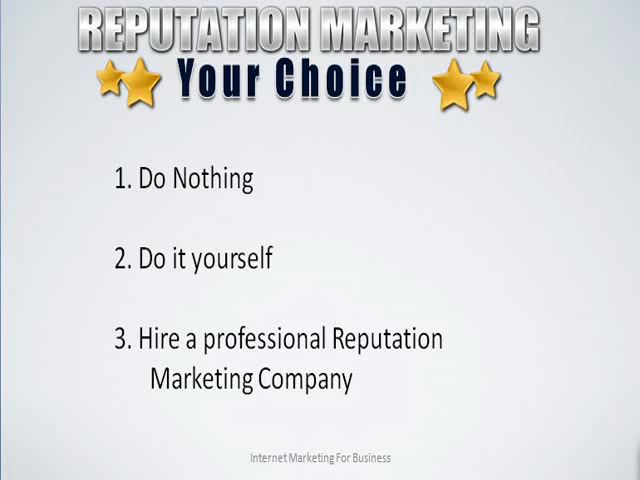 REPUTATION MARKETING
Your Choice
1. Do Nothing
2. Do it yourself
3. Hire a professional Reputation
Marketing Company
Internet Marketing For Business